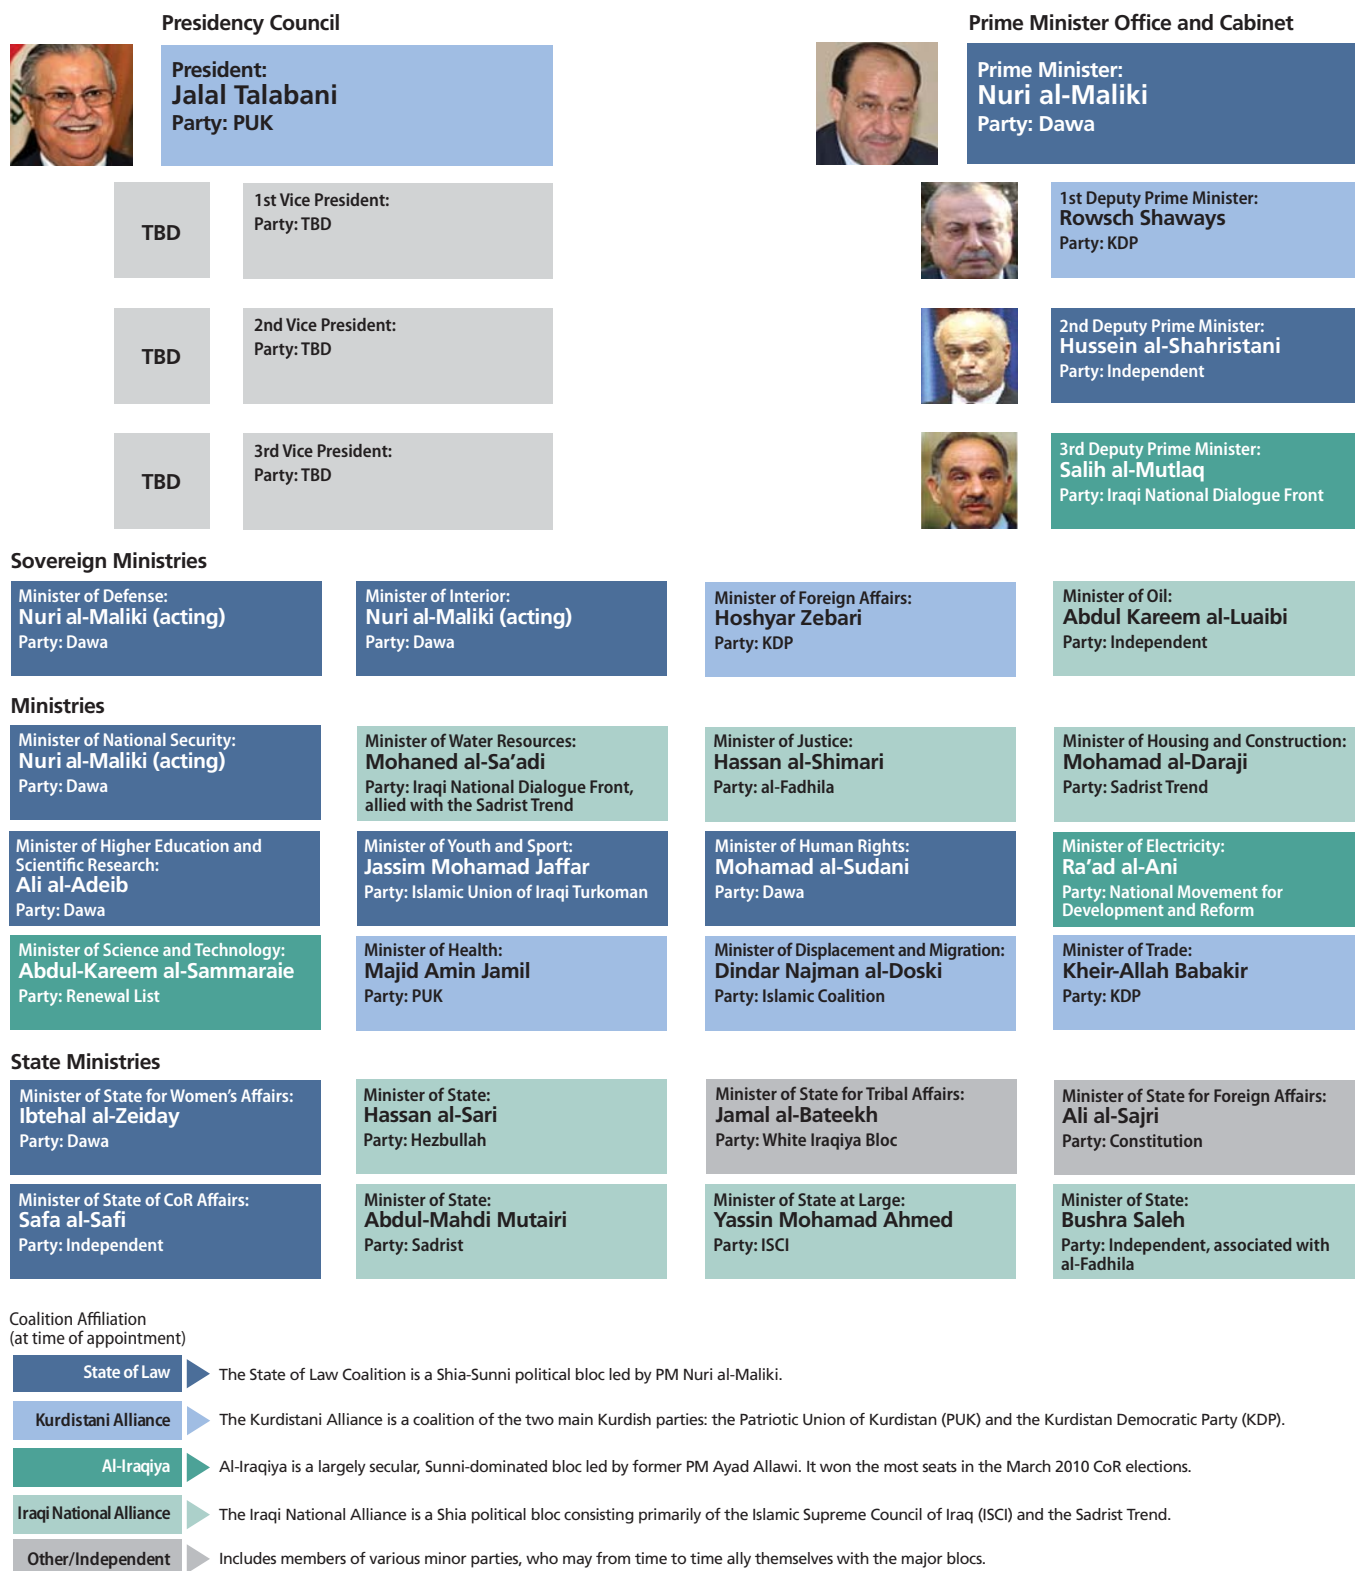 Presidency Council
President:
Jalal Talabani
Party: PUK
TBD
1st Vice President:
Party: TBD
TBD
2nd Vice President:
Party: TBD
TBD
3rd Vice President:
Party: TBD
Prime Minister Office and Cabinet
Prime Minister:
Nuri al-Maliki
Party: Dawa
1st Deputy Prime Minister:
Rowsch Shaways
Party: KDP
2nd Deputy Prime Minister:
Hussein al-Shahristani
Party: Independent
3rd Deputy Prime Minister:
Salih al-Mutlaq
Party: Iraqi National Dialogue Front
Sovereign Ministries
Minister of Defense:
Nuri al-Maliki (acting)
Party: Dawa
Minister of Interior:
Nuri al-Maliki (acting)
Party: Dawa
Minister of Foreign Affairs:
Hoshyar Zebari
Party: KDP
Minister of Oil:
Abdul Kareem al-Luaibi
Party: Independent
Ministries
Minister of National Security:
Nuri al-Maliki (acting)
Party: Dawa
Minister of Water Resources:
Mohaned al-Sa’adi
Party: Iraqi National Dialogue Front,
allied with the Sadrist Trend
Minister of Justice:
Hassan al-Shimari
Party: al-Fadhila
Minister of Housing and Construction:
Mohamad al-Daraji
Party: Sadrist Trend
Minister of Higher Education and
Scientific Research:
Ali al-Adeib
Party: Dawa
Minister of Youth and Sport:
Jassim Mohamad Jaffar
Party: Islamic Union of Iraqi Turkoman
Minister of Human Rights:
Mohamad al-Sudani
Party: Dawa
Minister of Electricity:
Ra’ad al-Ani
Party: National Movement for
Development and Reform
Minister of Science and Technology:
Abdul-Kareem al-Sammaraie
Party: Renewal List
Minister of Health:
Majid Amin Jamil
Party: PUK
Minister of Displacement and Migration:
Dindar Najman al-Doski
Party: Islamic Coalition
Minister of Trade:
Kheir-Allah Babakir
Party: KDP
State Ministries
Minister of State for Women’s Affairs:
Ibtehal al-Zeiday
Party: Dawa
Minister of State:
Hassan al-Sari
Party: Hezbullah
Minister of State for Tribal Affairs:
Jamal al-Bateekh
Party: White Iraqiya Bloc
Minister of State for Foreign Affairs:
Ali al-Sajri
Party: Constitution
Minister of State of CoR Affairs:
Safa al-Safi
Party: Independent
Minister of State:
Abdul-Mahdi Mutairi
Party: Sadrist
Minister of State at Large:
Yassin Mohamad Ahmed
Party: ISCI
Minister of State:
Bushra Saleh
Party: Independent, associated with
al-Fadhila
Coalition Affiliation
(at time of appointment)
State of Law
The State of Law Coalition is a Shia-Sunni political bloc led by PM Nuri al-Maliki.
Kurdistani Alliance
The Kurdistani Alliance is a coalition of the two main Kurdish parties: the Patriotic Union of Kurdistan (PUK) and the Kurdistan Democratic Party (KDP).
Al-Iraqiya
Al-Iraqiya is a largely secular, Sunni-dominated bloc led by former PM Ayad Allawi. It won the most seats in the March 2010 CoR elections.
Iraqi National Alliance
The Iraqi National Alliance is a Shia political bloc consisting primarily of the Islamic Supreme Council of Iraq (ISCI) and the Sadrist Trend.
Other/Independent
Includes members of various minor parties, who may from time to time ally themselves with the major blocs.